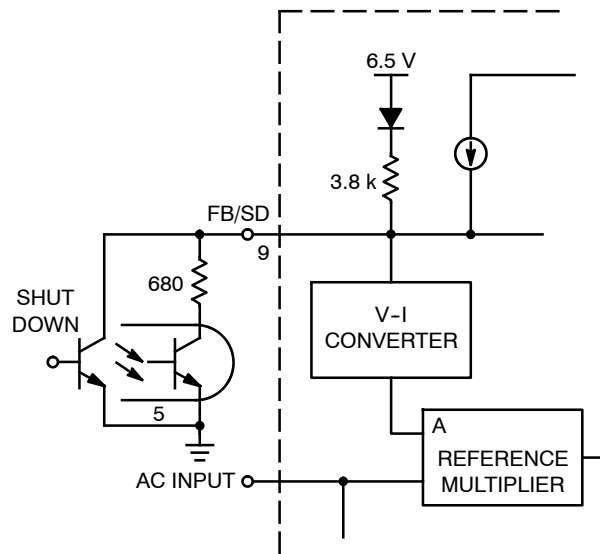 6.5 V
3.8 k
FB/SD
9
680
SHUT
DOWN
V-I
CONVERTER
5
A
REFERENCE
MULTIPLIER
AC INPUT